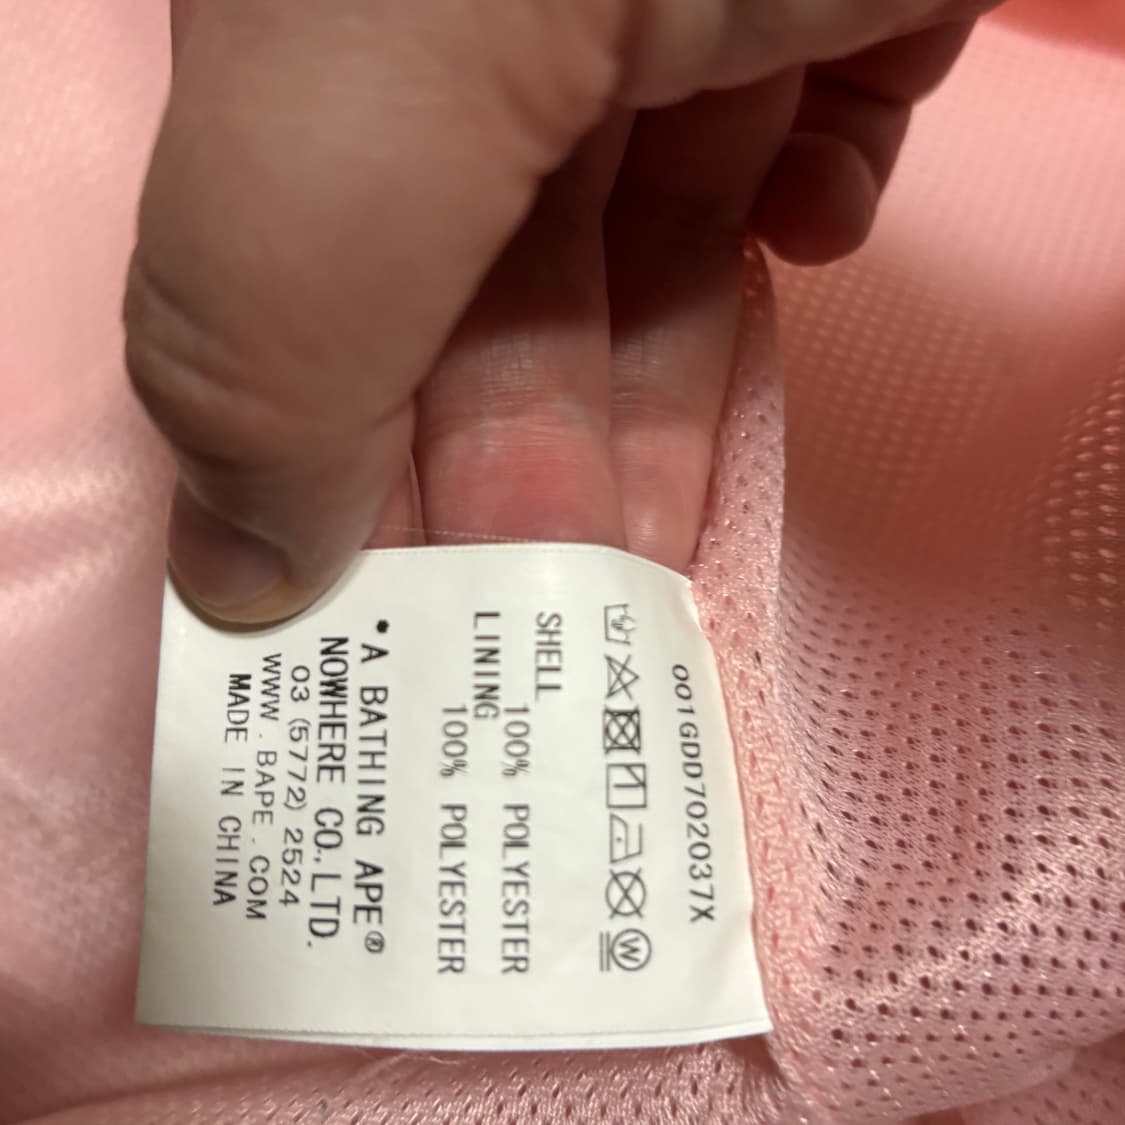 001GDD702037X
W
SHELL
100% POLYESTER
LINING
100% POLYESTER
• A BATHING APE®
NOWHERE CO.,LTD.
03 (5772) 2524
WWW.BAPE.COM
MADE IN CHINA